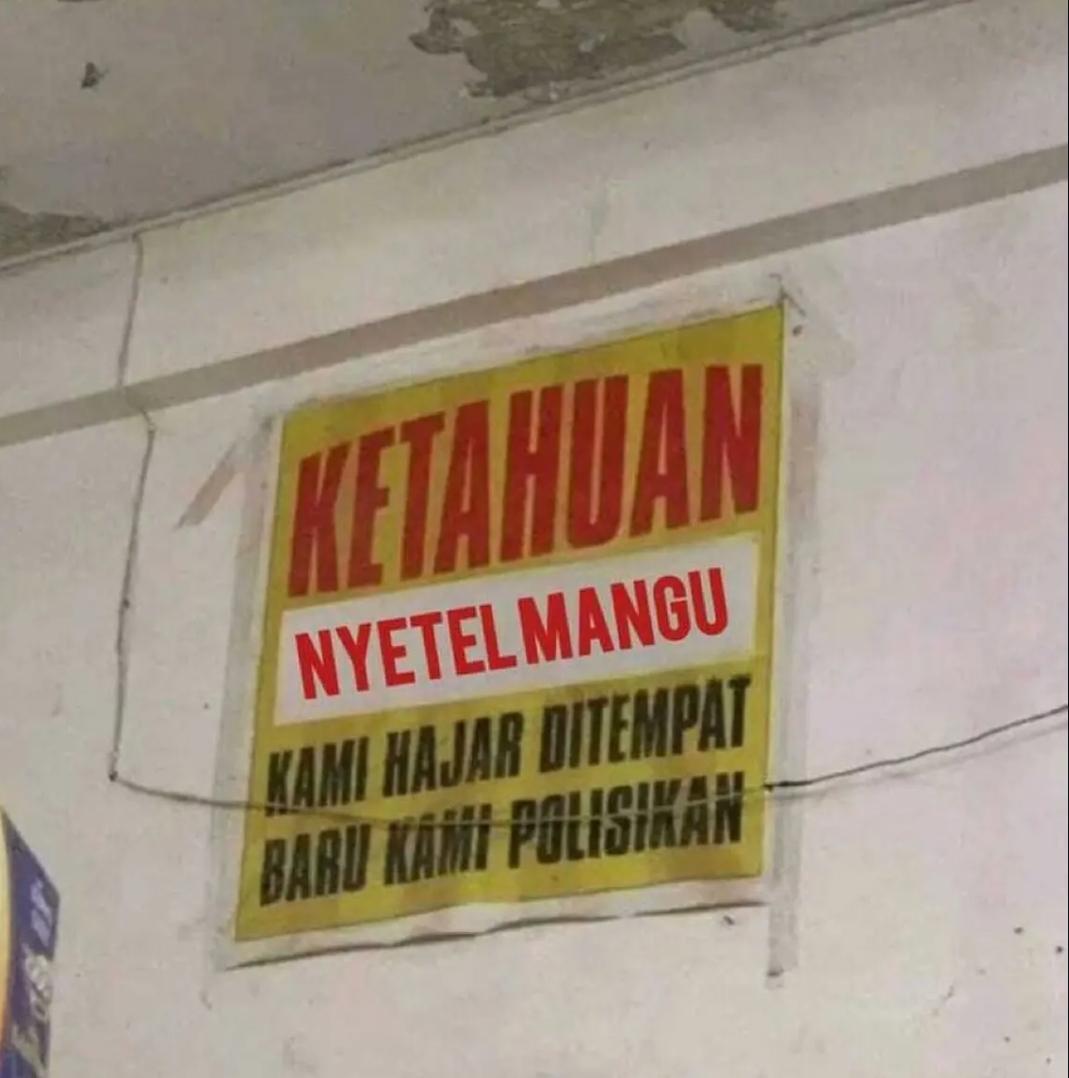 KETAHUAN
NYETEL MANGU
KAMI HAJAR DITEMPAT
BARU KAMI POLISIKAN